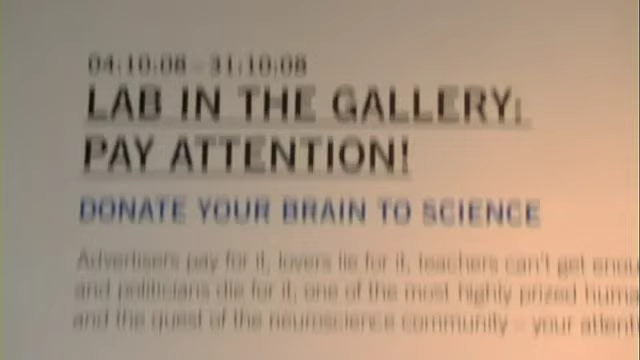 04:10:08 - 31:10:08
LAB IN THE GALLERY:
PAY ATTENTION!
DONATE YOUR BRAIN TO SCIENCE
Advertisers pay for it, lovers lie for it, teachers can't get
and politicians die for it; one of the most highly prized
and the quest of the neuroscience community - your